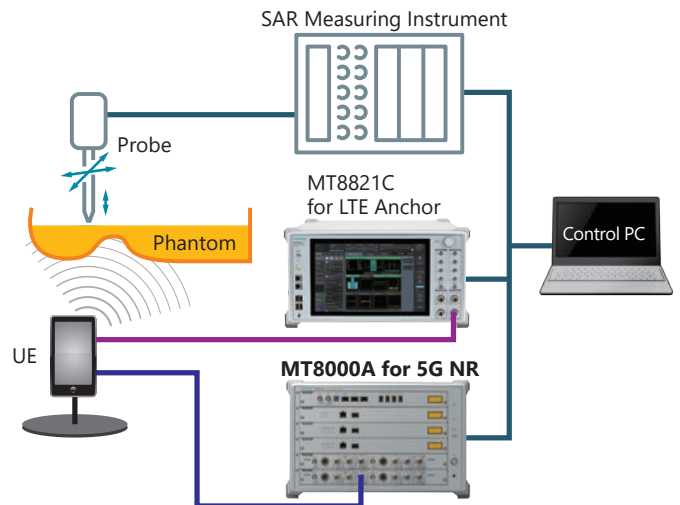 SAR Measuring Instrument
Probe
MT8821C
for LTE Anchor
Phantom
Control PC
UE
MT8000A for 5G NR